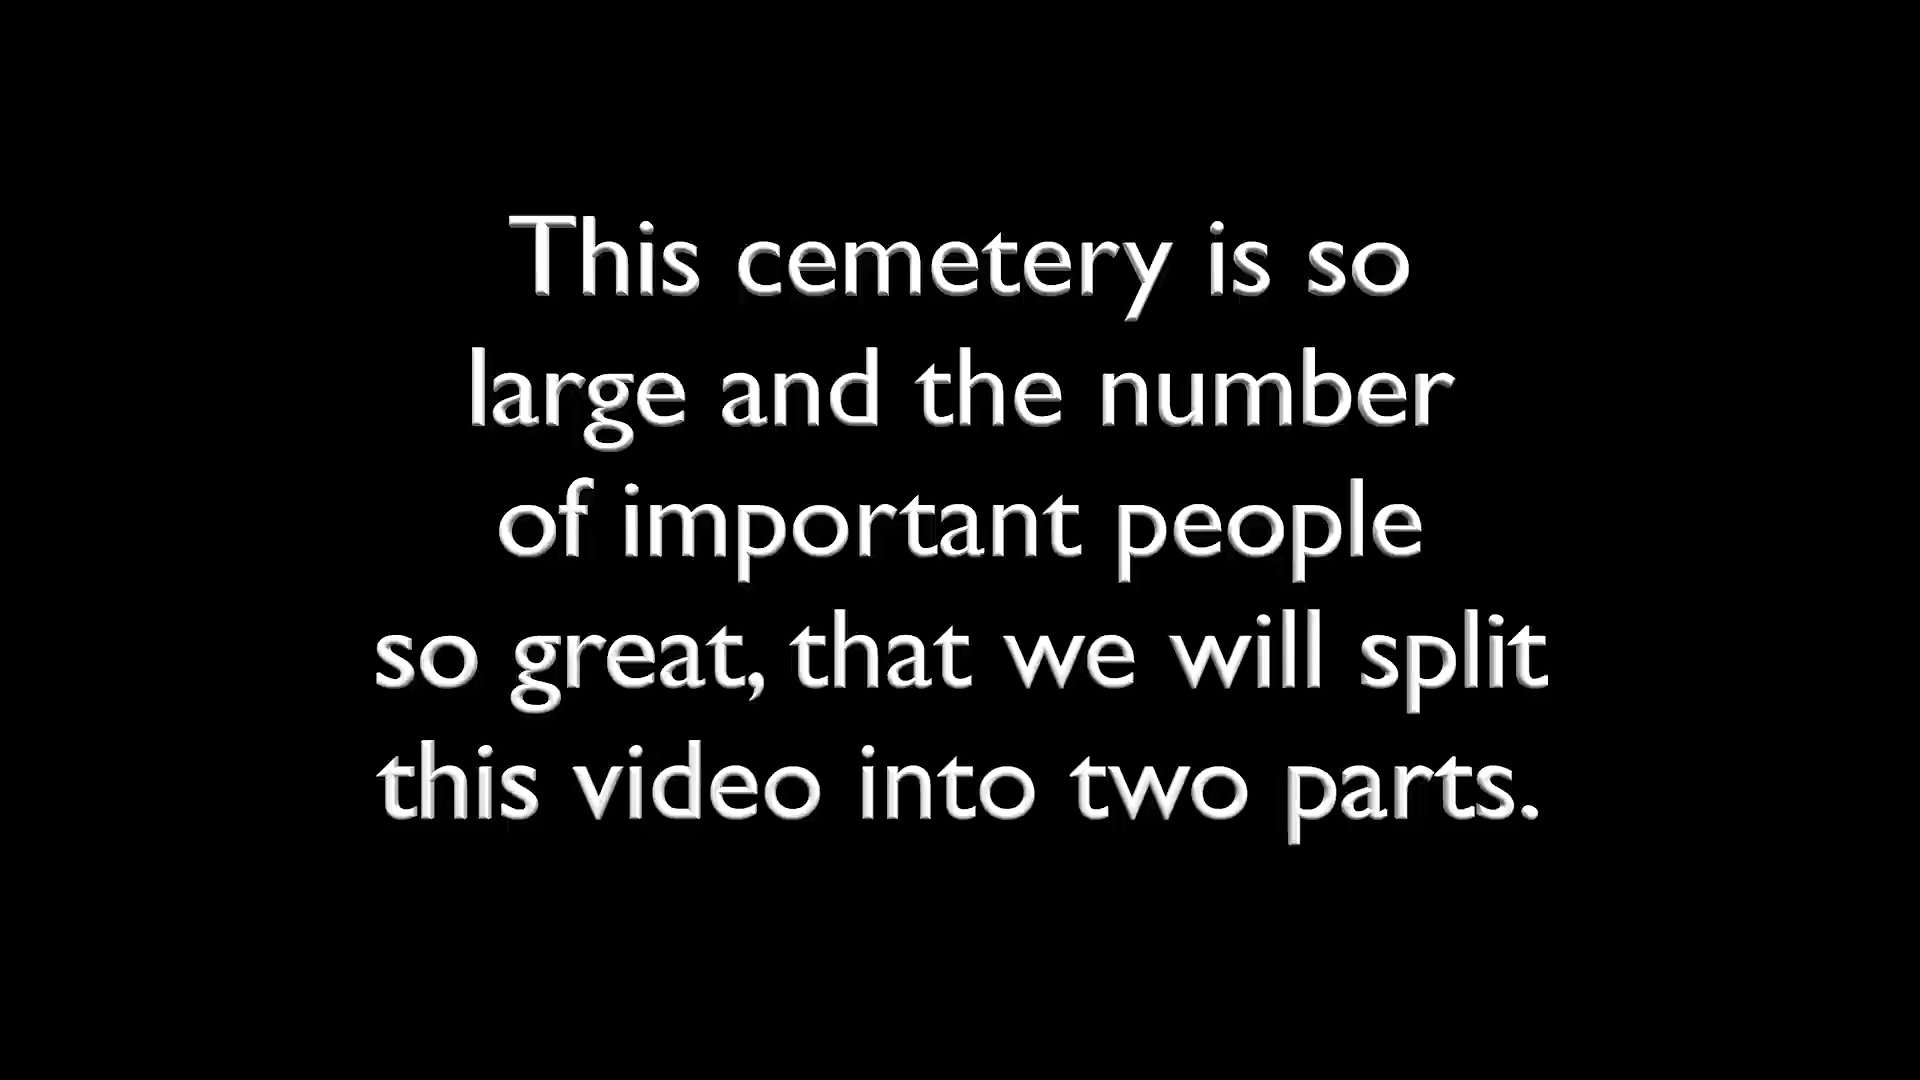 This cemetery is so
large and the number
of important people
so great, that we will split
this video into two parts.